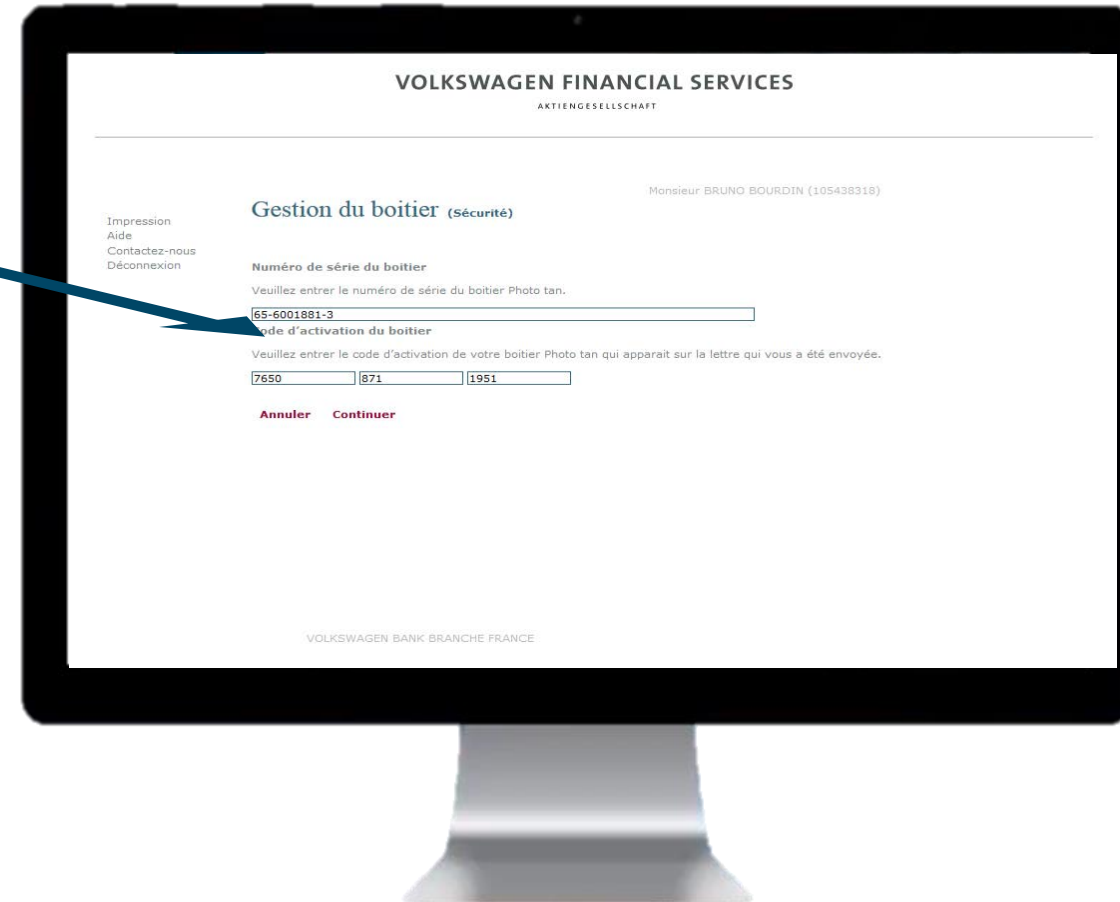 VOLKSWAGEN FINANCIAL SERVICES
AKTIENGESELLSCHAFT
Monsieur BRUNO BOURDIN (105438318)
Gestion du boitier (Sécurité)
Impression
Aide
Contactez-nous
Déconnexion
Numéro de série du boitier
Veuillez entrer le numéro de série du boitier Photo tan.
65-6001881-3
Code d'activation du boitier
Veuillez entrer le code d'activation de votre boitier Photo tan qui apparait sur la lettre qui vous a été envoyée.
7650 871 1951
Annuler Continuer
VOLKSWAGEN BANK BRANCHE FRANCE